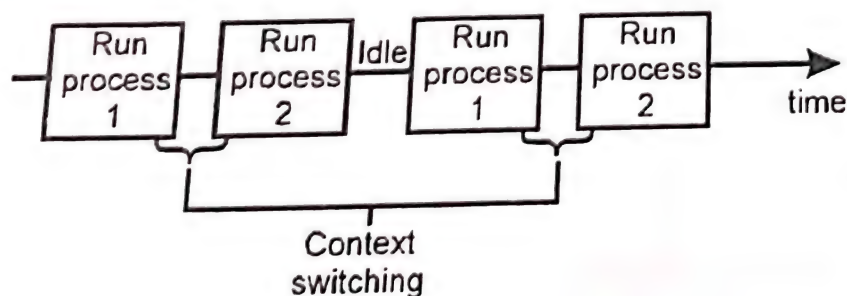 Run
process
1
Run
process
2
Idle
Run
process
1
Run
process
2
time
Context
switching